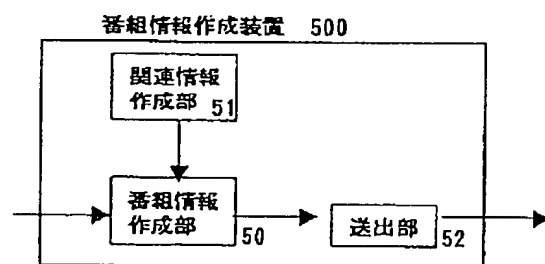 番組情報作成装置 500
関連情報
作成部 51
番組情報
作成部 50
送出部 52